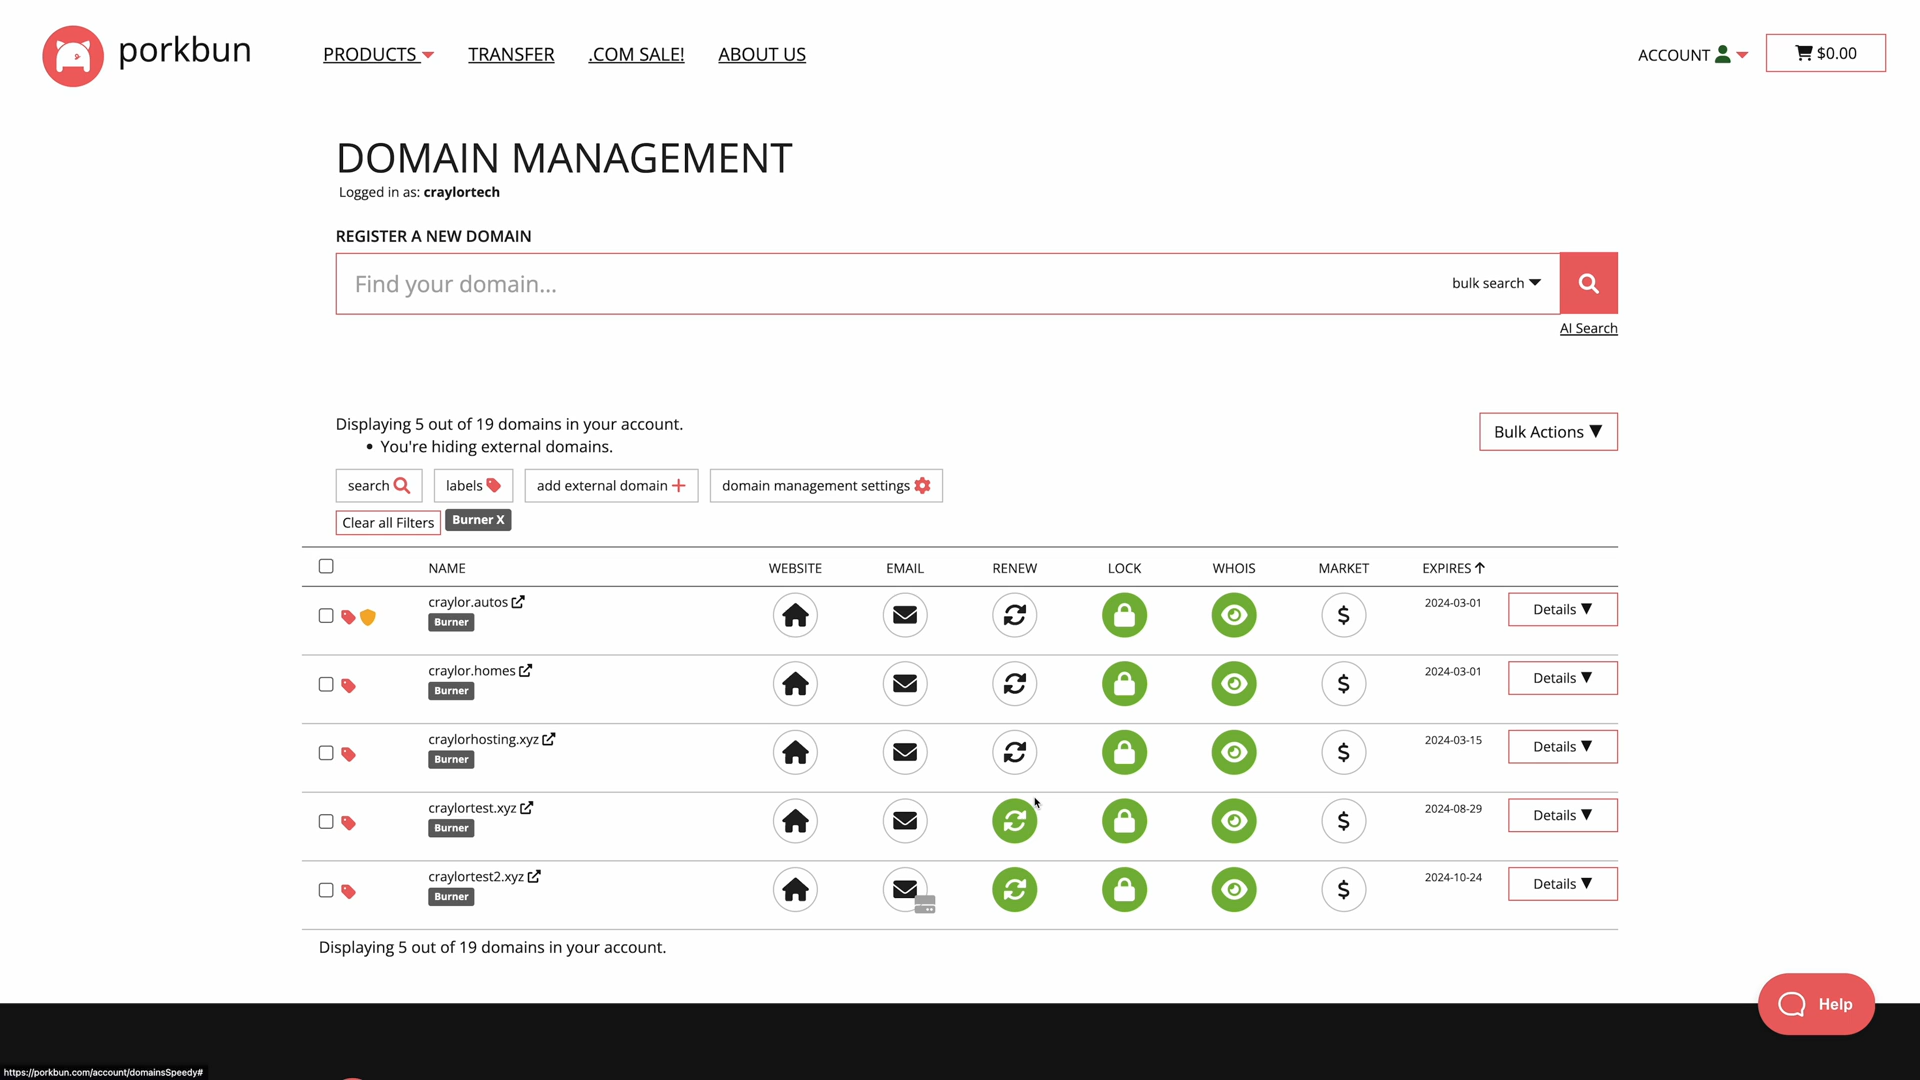 porkbun
PRODUCTS TRANSFER .COM SALE! ABOUT US
ACCOUNT $0.00
DOMAIN MANAGEMENT
Logged in as: craylortech
REGISTER A NEW DOMAIN
Find your domain... bulk search
AI Search
Displaying 5 out of 19 domains in your account.
• You're hiding external domains.
Bulk Actions ▼
search labels add external domain + domain management settings
Clear all Filters Burner X
NAME WEBSITE EMAIL RENEW LOCK WHOIS MARKET EXPIRES ↑
craylor.autos $ 2024-03-01 Details ▼
Burner
craylor.homes $ 2024-03-01 Details ▼
Burner
craylorhosting.xyz $ 2024-03-15 Details ▼
Burner
craylortest.xyz $ 2024-08-29 Details ▼
Burner
craylortest2.xyz $ 2024-10-24 Details ▼
Burner
Displaying 5 out of 19 domains in your account.
Help
https://porkbun.com/account/domainsSpeedy#